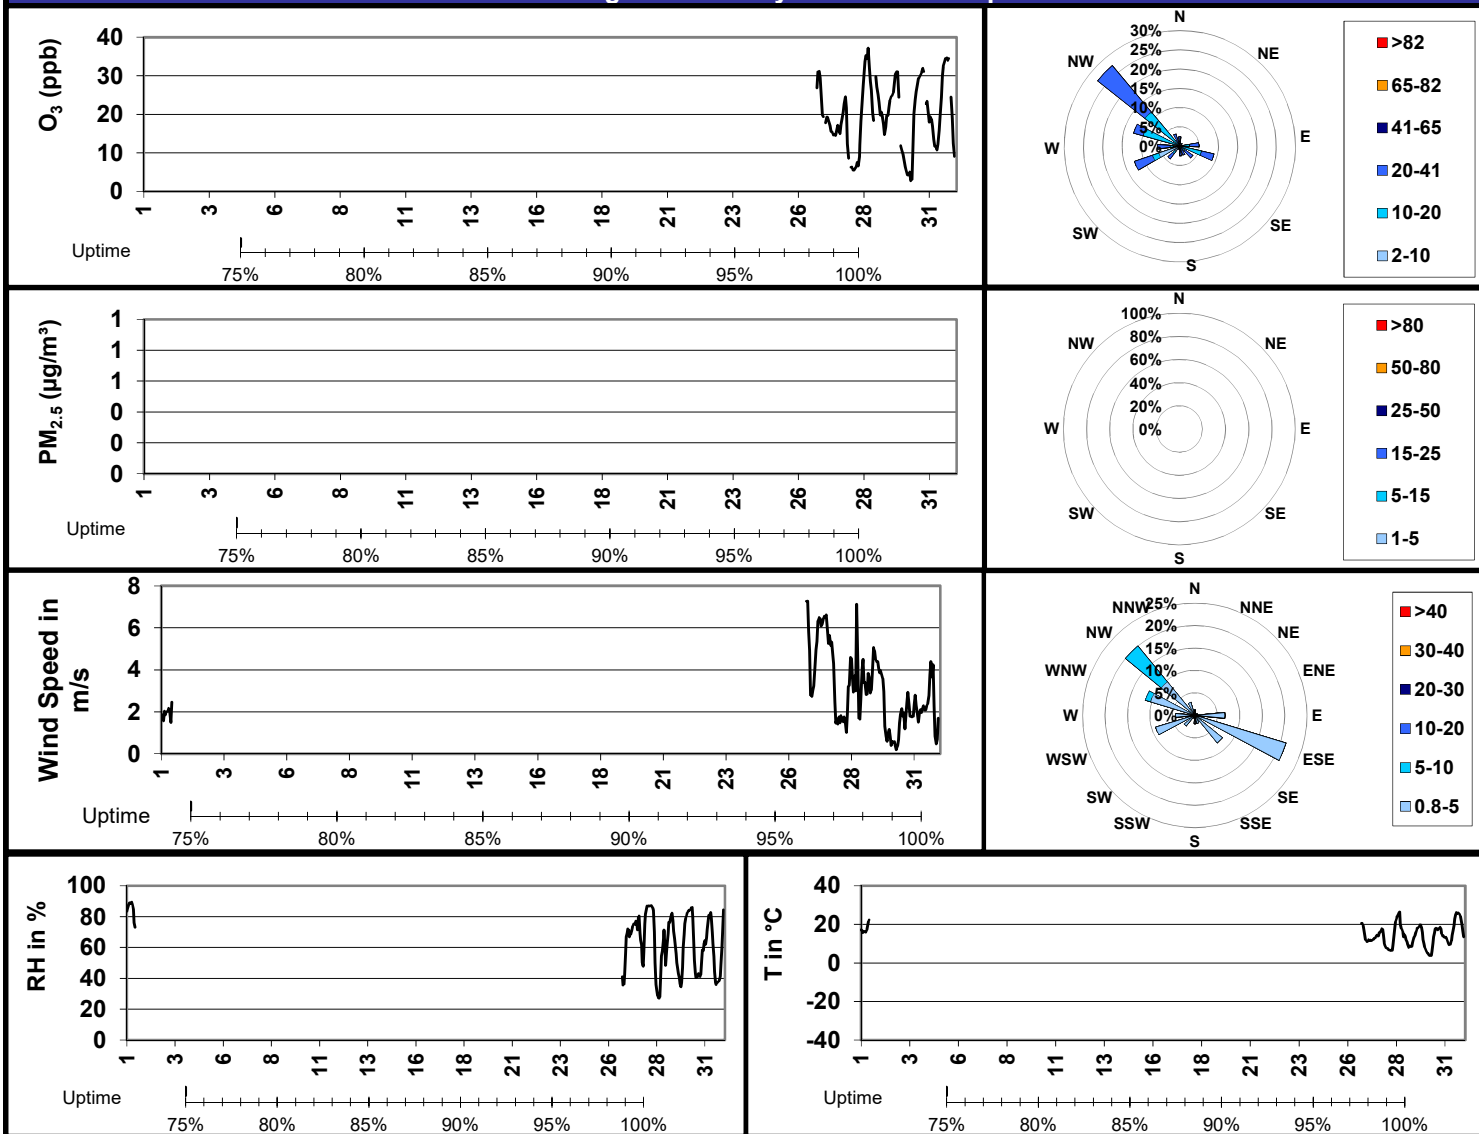 O3 (ppb)
40
30
20
10
0
1 3 6 8 11 13 16 18 21 23 26 28 31
Uptime
75% 80% 85% 90% 95% 100%
N
NE
E
SE
S
SW
W
NW
30%
25%
20%
15%
10%
5%
0%
>82
65-82
41-65
20-41
10-20
2-10
PM2.5 (µg/m³)
1
1
1
0
0
0
1 3 6 8 11 13 16 18 21 23 26 28 31
Uptime
75% 80% 85% 90% 95% 100%
N
NE
E
SE
S
SW
W
NW
100%
80%
60%
40%
20%
0%
>80
50-80
25-50
15-25
5-15
1-5
Wind Speed in
m/s
8
6
4
2
0
1 3 6 8 11 13 16 18 21 23 26 28 31
Uptime
75% 80% 85% 90% 95% 100%
N
NNE
NE
ENE
E
ESE
SE
SSE
S
SSW
SW
WSW
W
WNW
NW
NNW
25%
20%
15%
10%
5%
0%
>40
30-40
20-30
10-20
5-10
0.8-5
RH in %
100
80
60
40
20
0
1 3 6 8 11 13 16 18 21 23 26 28 31
Uptime
75% 80% 85% 90% 95% 100%
T in °C
40
20
0
-20
-40
1 3 6 8 11 13 16 18 21 23 26 28 31
Uptime
75% 80% 85% 90% 95% 100%